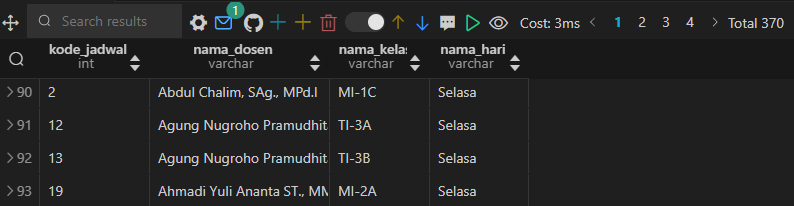 Search results 1 Cost: 3ms 1 2 3 4 Total 370
kode_jadwal nama_dosen nama_kelas nama_hari
int varchar varchar varchar
90 2 Abdul Chalim, SAg., MPd.I MI-1C Selasa
91 12 Agung Nugroho Pramudhit TI-3A Selasa
92 13 Agung Nugroho Pramudhit TI-3B Selasa
93 19 Ahmadi Yuli Ananta ST., MM MI-2A Selasa